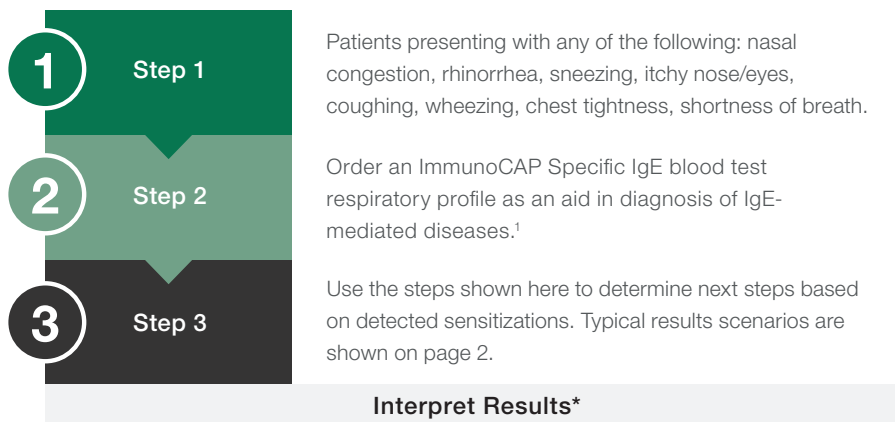 1
Step 1
Patients presenting with any of the following: nasal
congestion, rhinorrhea, sneezing, itchy nose/eyes,
coughing, wheezing, chest tightness, shortness of breath.
2
Step 2
Order an ImmunoCAP Specific IgE blood test
respiratory profile as an aid in diagnosis of IgE-
mediated diseases.¹
3
Step 3
Use the steps shown here to determine next steps based
on detected sensitizations. Typical results scenarios are
shown on page 2.
Interpret Results*